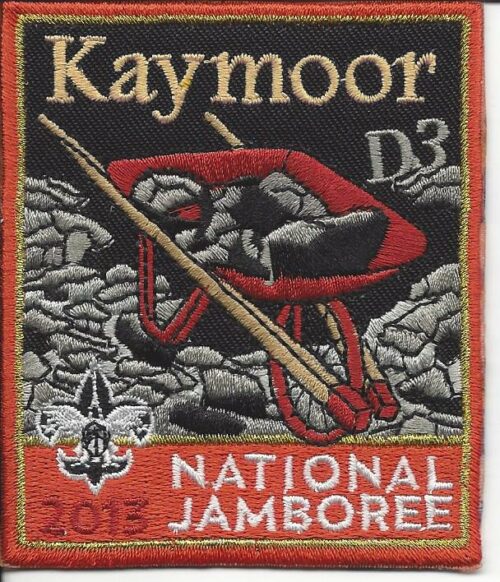 Kaymoor
D3
NATIONAL
2013 JAMBOREE